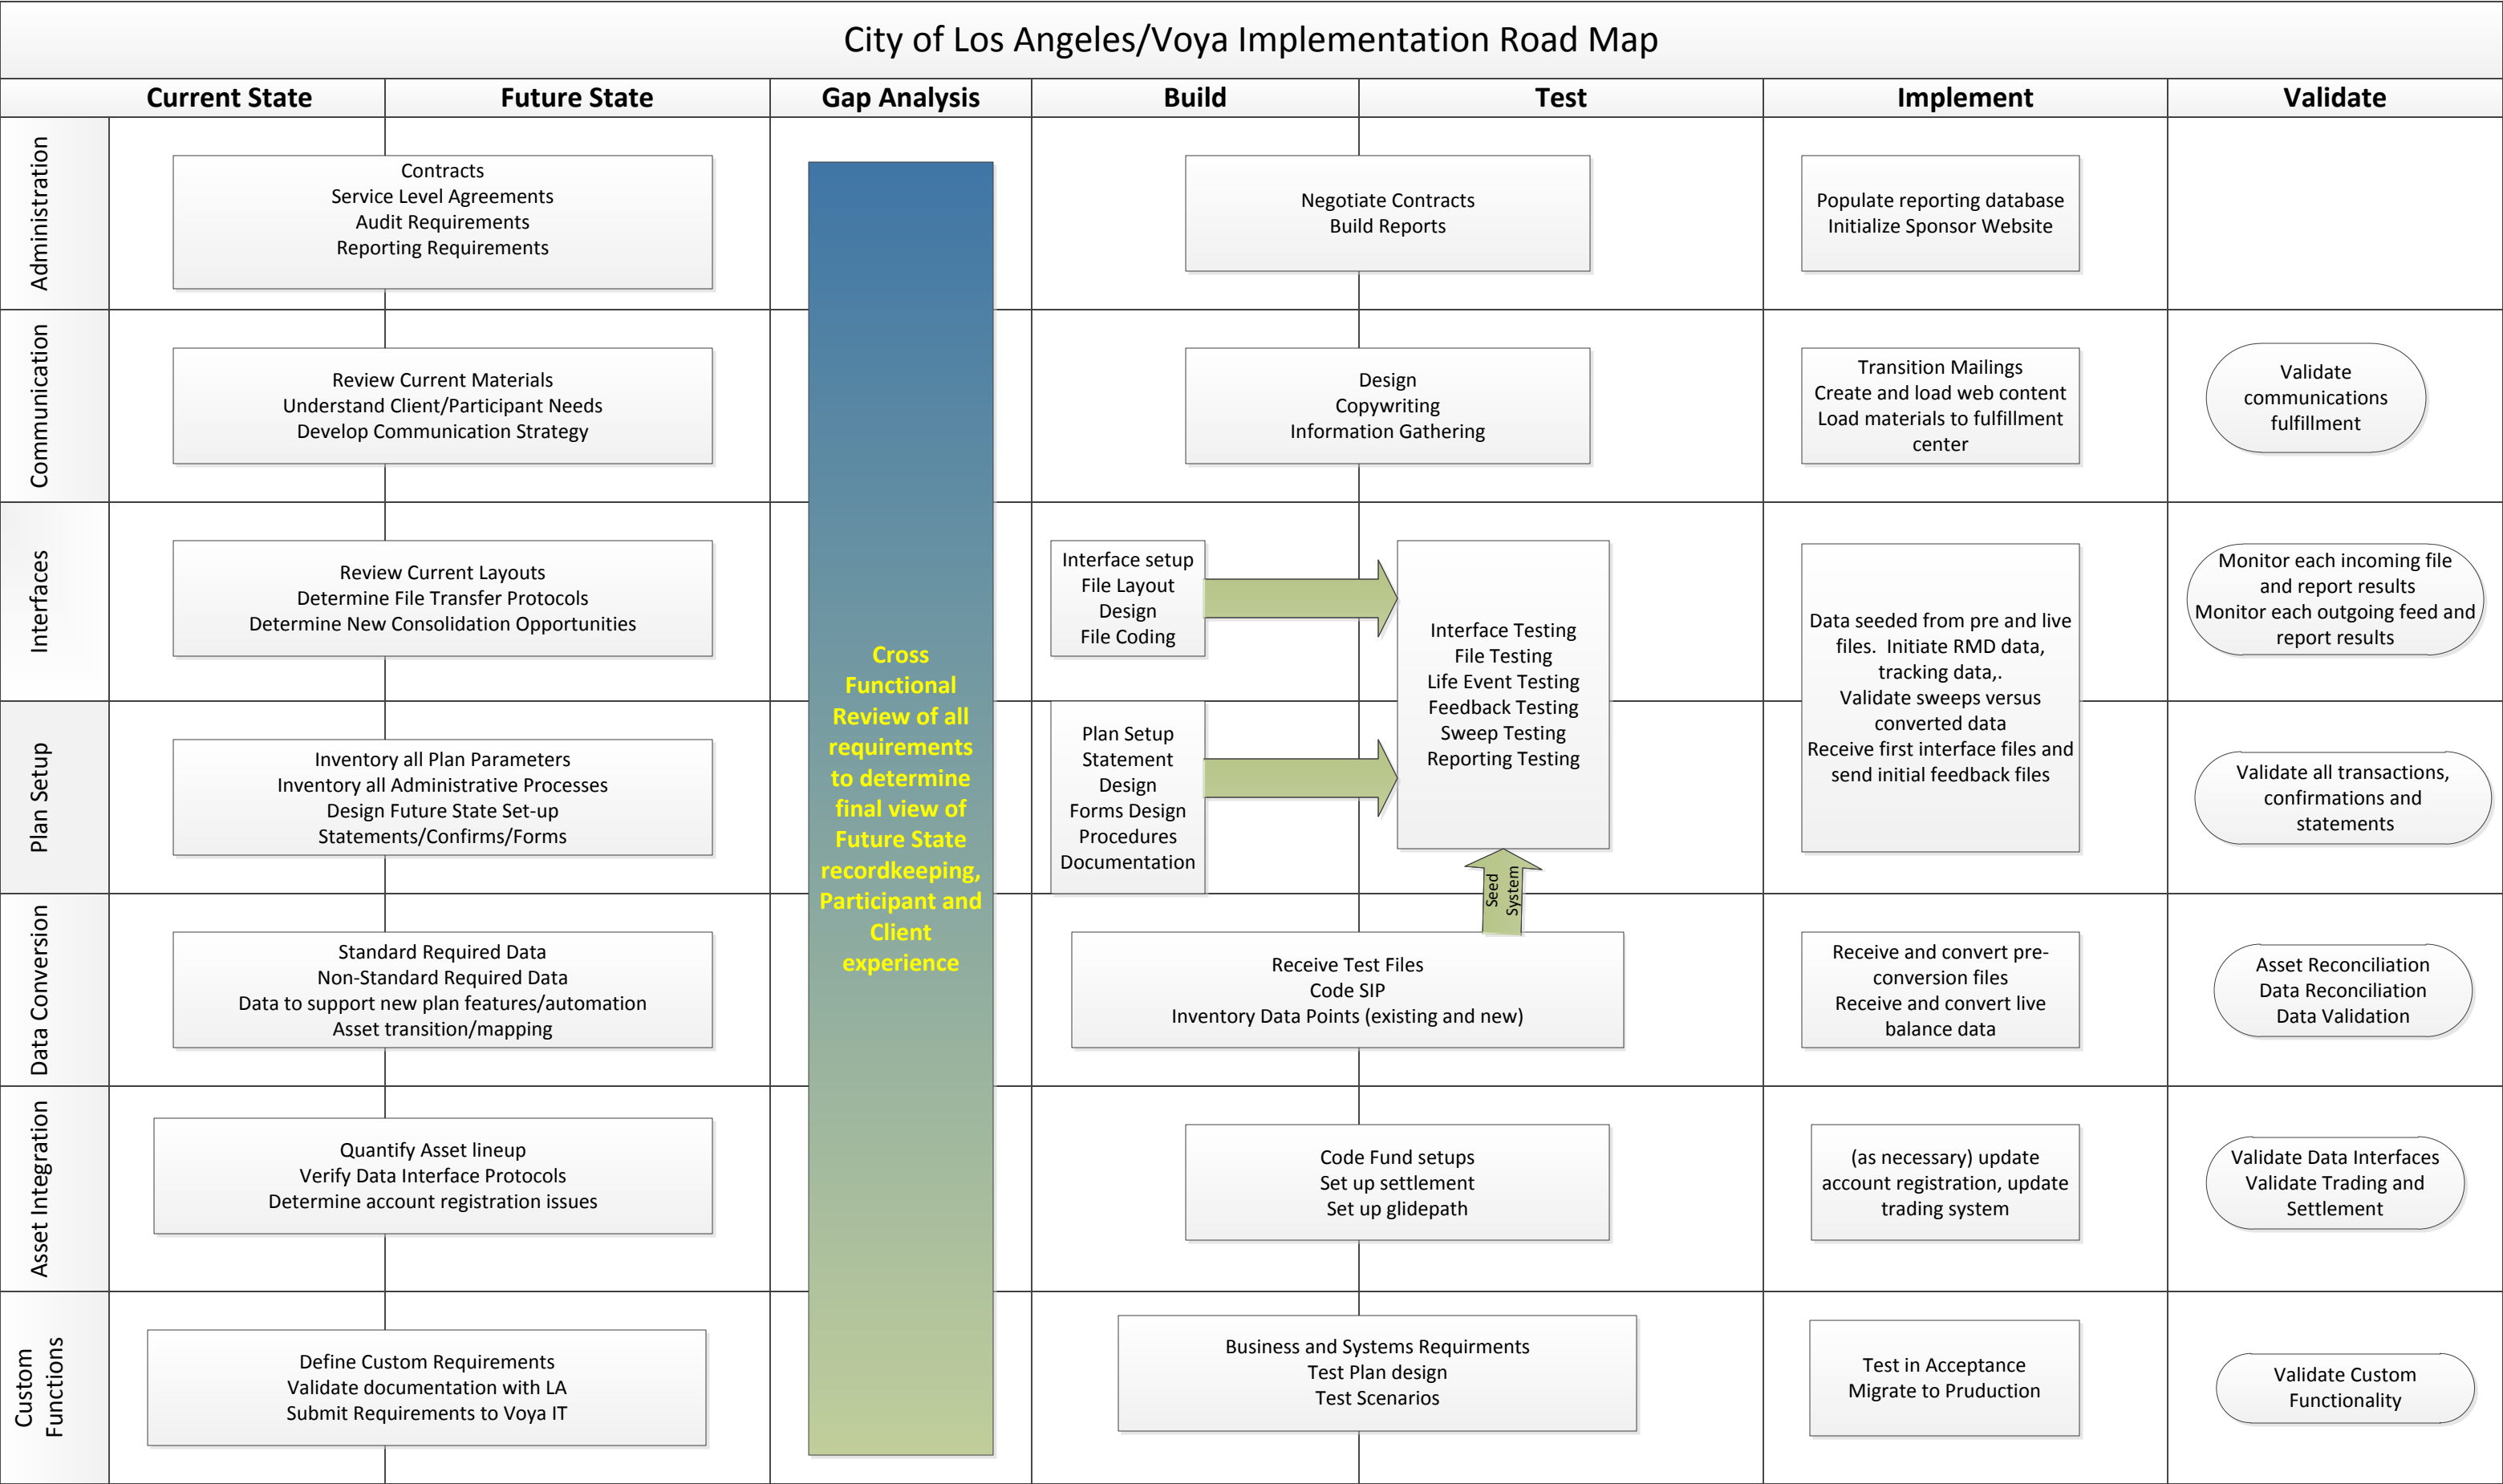 City of Los Angeles/Voya Implementation Road Map
Current State
Future State
Gap Analysis
Build
Test
Implement
Validate
Administration
Contracts
Service Level Agreements
Audit Requirements
Reporting Requirements
Negotiate Contracts
Build Reports
Populate reporting database
Initialize Sponsor Website
Communication
Review Current Materials
Understand Client/Participant Needs
Develop Communication Strategy
Design
Copywriting
Information Gathering
Transition Mailings
Create and load web content
Load materials to fulfillment
center
Validate
communications
fulfillment
Interfaces
Review Current Layouts
Determine File Transfer Protocols
Determine New Consolidation Opportunities
Cross
Functional
Review of all
requirements
to determine
final view of
Future State
recordkeeping,
Participant and
Client
experience
Interface setup
File Layout
Design
File Coding
Interface Testing
File Testing
Life Event Testing
Feedback Testing
Sweep Testing
Reporting Testing
Data seeded from pre and live
files.  Initiate RMD data,
tracking data,.
Validate sweeps versus
converted data
Receive first interface files and
send initial feedback files
Monitor each incoming file
and report results
Monitor each outgoing feed and
report results
Plan Setup
Inventory all Plan Parameters
Inventory all Administrative Processes
Design Future State Set-up
Statements/Confirms/Forms
Plan Setup
Statement
Design
Forms Design
Procedures
Documentation
Validate all transactions,
confirmations and
statements
Data Conversion
Standard Required Data
Non-Standard Required Data
Data to support new plan features/automation
Asset transition/mapping
Seed
System
Receive Test Files
Code SIP
Inventory Data Points (existing and new)
Receive and convert pre-
conversion files
Receive and convert live
balance data
Asset Reconciliation
Data Reconciliation
Data Validation
Asset Integration
Quantify Asset lineup
Verify Data Interface Protocols
Determine account registration issues
Code Fund setups
Set up settlement
Set up glidepath
(as necessary) update
account registration, update
trading system
Validate Data Interfaces
Validate Trading and
Settlement
Custom
Functions
Define Custom Requirements
Validate documentation with LA
Submit Requirements to Voya IT
Business and Systems Requirments
Test Plan design
Test Scenarios
Test in Acceptance
Migrate to Pruduction
Validate Custom
Functionality